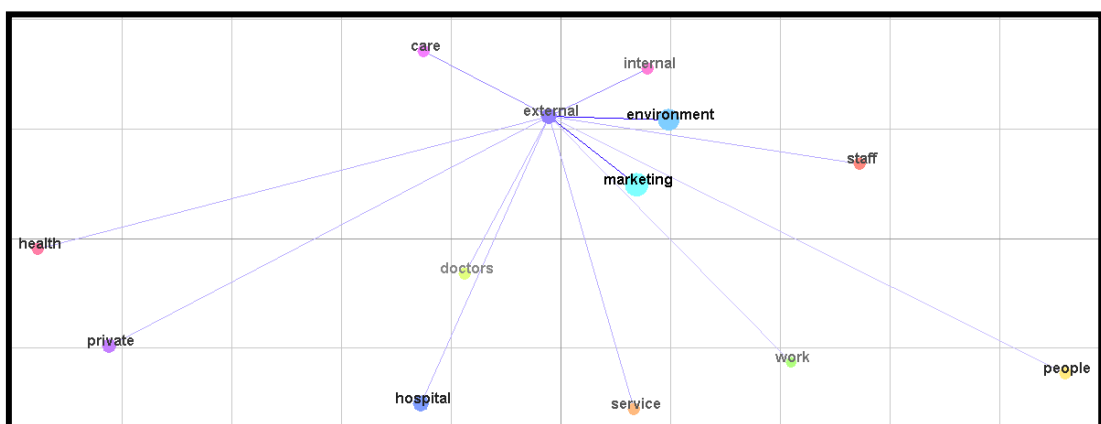 care
internal
external
environment
staff
marketing
health
doctors
private
work
people
hospital
service